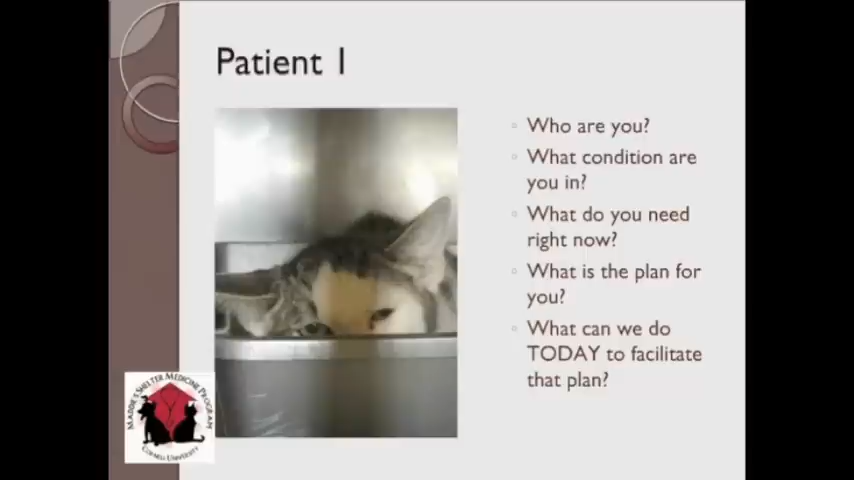 Patient 1
Who are you?
What condition are
you in?
What do you need
right now?
What is the plan for
you?
What can we do
TODAY to facilitate
that plan?
MADDIE'S SHELTER MEDICINE PROGRAM
CORNELL UNIVERSITY